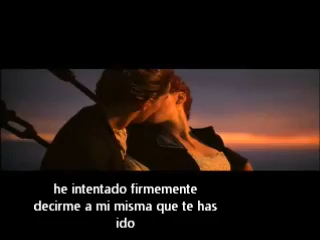 he intentado firmemente
decirme a mi misma que te has
ido